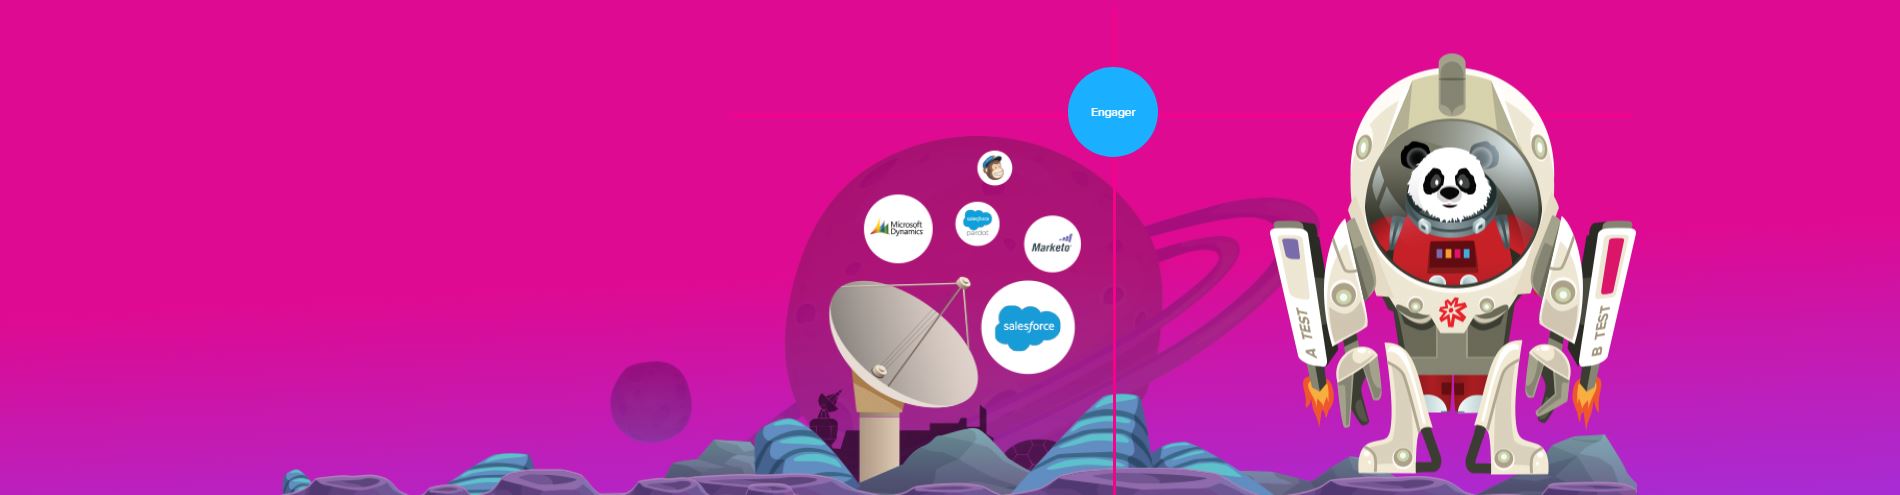 Engager
Microsoft
Dynamics
salesforce
pardot
Marketo
salesforce
A TEST
B TEST